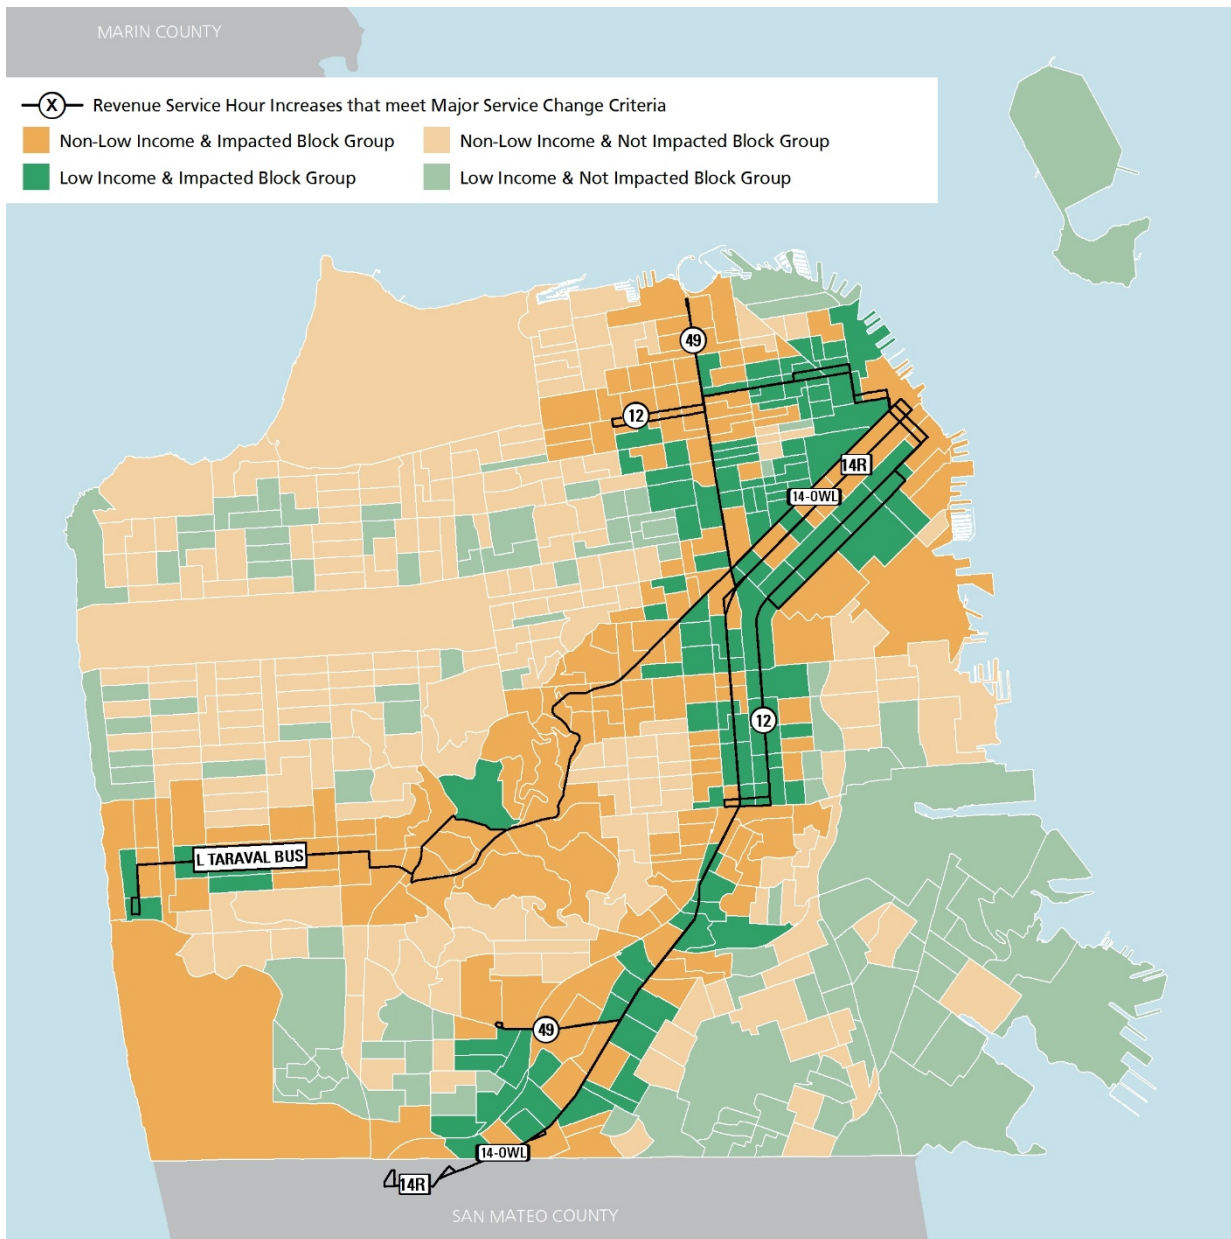 MARIN COUNTY
X Revenue Service Hour Increases that meet Major Service Change Criteria
Non-Low Income & Impacted Block Group
Non-Low Income & Not Impacted Block Group
Low Income & Impacted Block Group
Low Income & Not Impacted Block Group
49
12
14R
14-OWL
12
L TARAVAL BUS
49
14-OWL
14R
SAN MATEO COUNTY